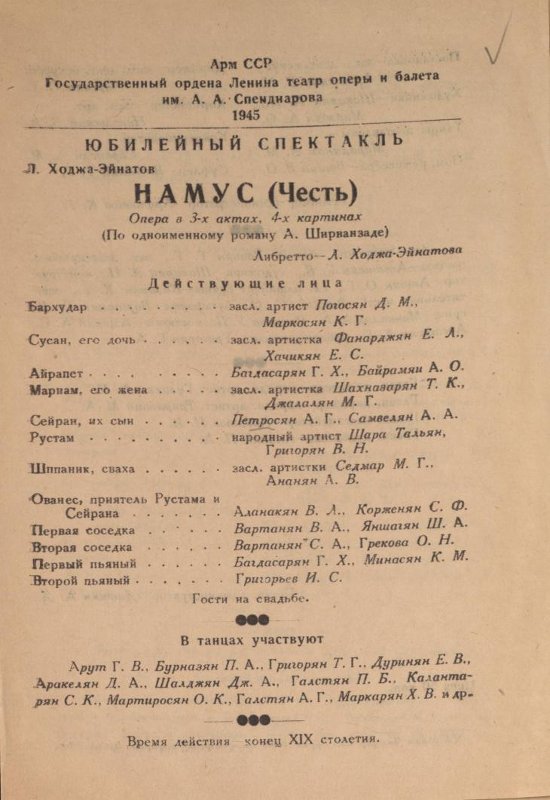 Арм ССР
Государственный ордена Ленина театр оперы и балета
им. А. А. Спендиарова
1945
ЮБИЛЕЙНЫЙ СПЕКТАКЛЬ
Л. Ходжа-Эйнатов
НАМУС (Честь)
Опера в 3-х актах, 4-х картинах
(По одноименному роману А. Ширванзаде)
Либретто—Л. Ходжа-Эйнатова
Действующие лица
Бархудар . . . . . . . . засл. артист Погосян Д. М.,
Маркосян К. Г.
Сусан, его дочь . . . . . . засл. артистка Фанарджян Е. Л.,
Хачикян Е. С.
Айрапет . . . . . . . . Багдасарян Г. Х., Байрамян А. О.
Мариам, его жена . . . . . засл. артистка Шахназарян Т. К.,
Джалалян М. Г.
Сейран, их сын . . . . . . Петросян А. Г., Самвелян А. А.
Рустам . . . . . . . . народный артист Шара Тальян,
Григорян В. Н.
Шппаник, сваха . . . . . . засл. артистки Седмар М. Г.,
Ананян А. В.
Ованес, приятель Рустама и
Сейрана . . . . . . . Аланакян В. Л., Корженян С. Ф.
Первая соседка . . . . . . Вартанян В. А., Яншагян Ш. А.
Вторая соседка . . . . . . Вартанян С. А., Грекова О. Н.
Первый пьяный . . . . . . Багдасарян Г. Х., Минасян К. М.
Второй пьяный . . . . . . Григорьев И. С.
Гости на свадьбе.
В танцах участвуют
Арут Г. В., Бурназян П. А., Григорян Т. Г., Дуринян Е. В.,
Аракелян Д. А., Шалджян Дж. А., Галстян П. Б., Каланта-
рян С. К., Мартиросян О. К., Галстян А. Г., Маркарян Х. В. и др.
Время действия—конец XIX столетия.